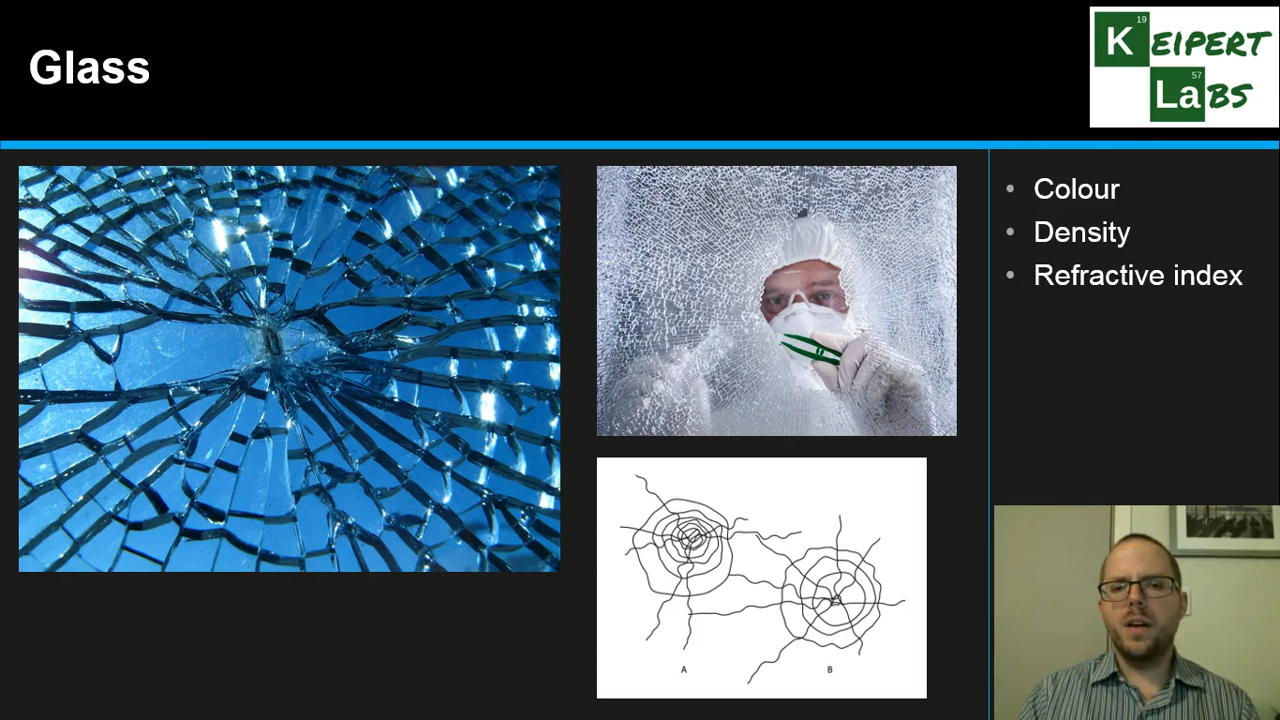 Glass
19
KEIPERT
57
LaBS
Colour
Density
Refractive index
A
B